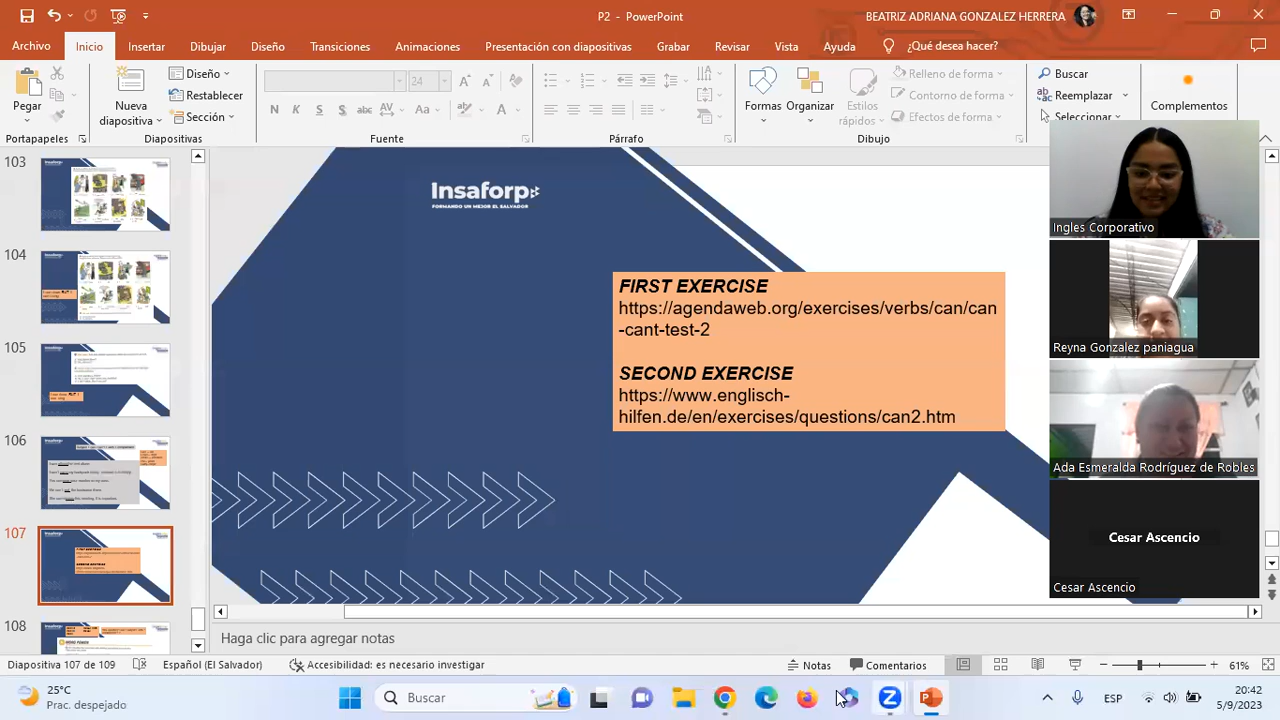 P2 - PowerPoint
BEATRIZ ADRIANA GONZALEZ HERRERA
Archivo Inicio Insertar Dibujar Diseño Transiciones Animaciones Presentación con diapositivas Grabar Revisar Vista Ayuda ¿Qué desea hacer?
Pegar
Portapapeles
Nueva
diapositiva
Diseño
Restablecer
Sección
Diapositivas
24
N K S abc AV Aa A
Fuente
Párrafo
Formas
Organizar
Estilos
rápidos
Relleno de forma
Contorno de forma
Efectos de forma
Dibujo
Buscar
Reemplazar
Seleccionar
Complementos
103
104
105
106
107
108
Insaforp
FORMANDO UN MEJOR EL SALVADOR
FIRST EXERCISE
https://agendaweb.org/exercises/verbs/can/can
-cant-test-2
SECOND EXERCISE
https://www.englisch-
hilfen.de/en/exercises/questions/can2.htm
Ingles Corporativo
Reyna Gonzalez paniagua
Cesar Ascencio
Cesar Ascencio
Haga clic para agregar notas
Diapositiva 107 de 109
Español (El Salvador)
Accesibilidad: es necesario investigar
Notas
Comentarios
61%
25°C
Prac. despejado
Buscar
ESP
20:42
5/9/2023